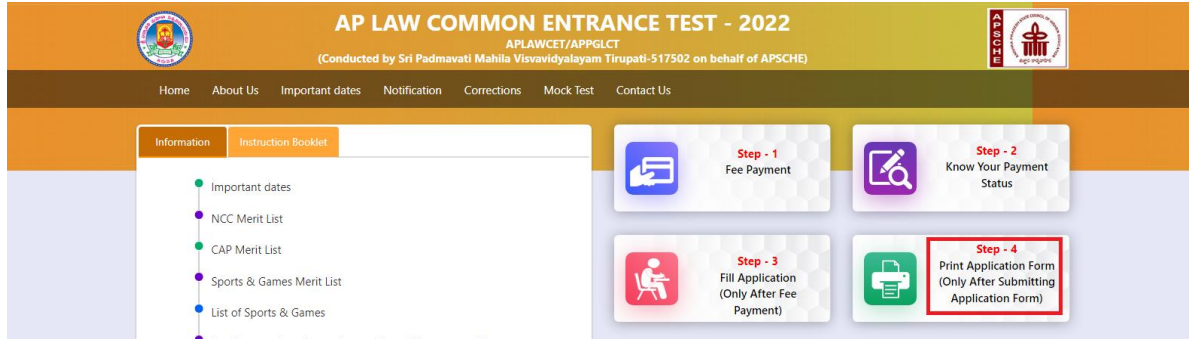 AP LAW COMMON ENTRANCE TEST - 2022
APLAWCET/APPGLCT
(Conducted by Sri Padmavati Mahila Visvavidyalayam Tirupati-517502 on behalf of APSCHE)
APSCHE
Home About Us Important dates Notification Corrections Mock Test Contact Us
Information Instruction Booklet
Important dates
NCC Merit List
CAP Merit List
Sports & Games Merit List
List of Sports & Games
Step - 1
Fee Payment
Step - 2
Know Your Payment
Status
Step - 3
Fill Application
(Only After Fee
Payment)
Step - 4
Print Application Form
(Only After Submitting
Application Form)